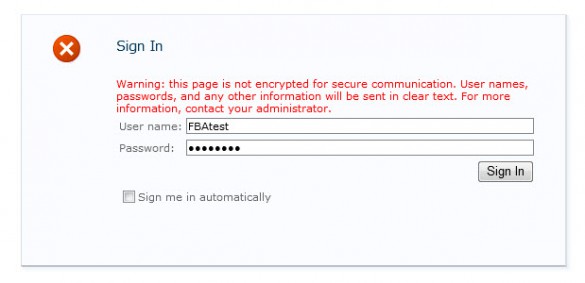 Sign In
Warning: this page is not encrypted for secure communication. User names,
passwords, and any other information will be sent in clear text. For more
information, contact your administrator.
User name: FBAtest
Password: ●●●●●●●●
Sign In
Sign me in automatically